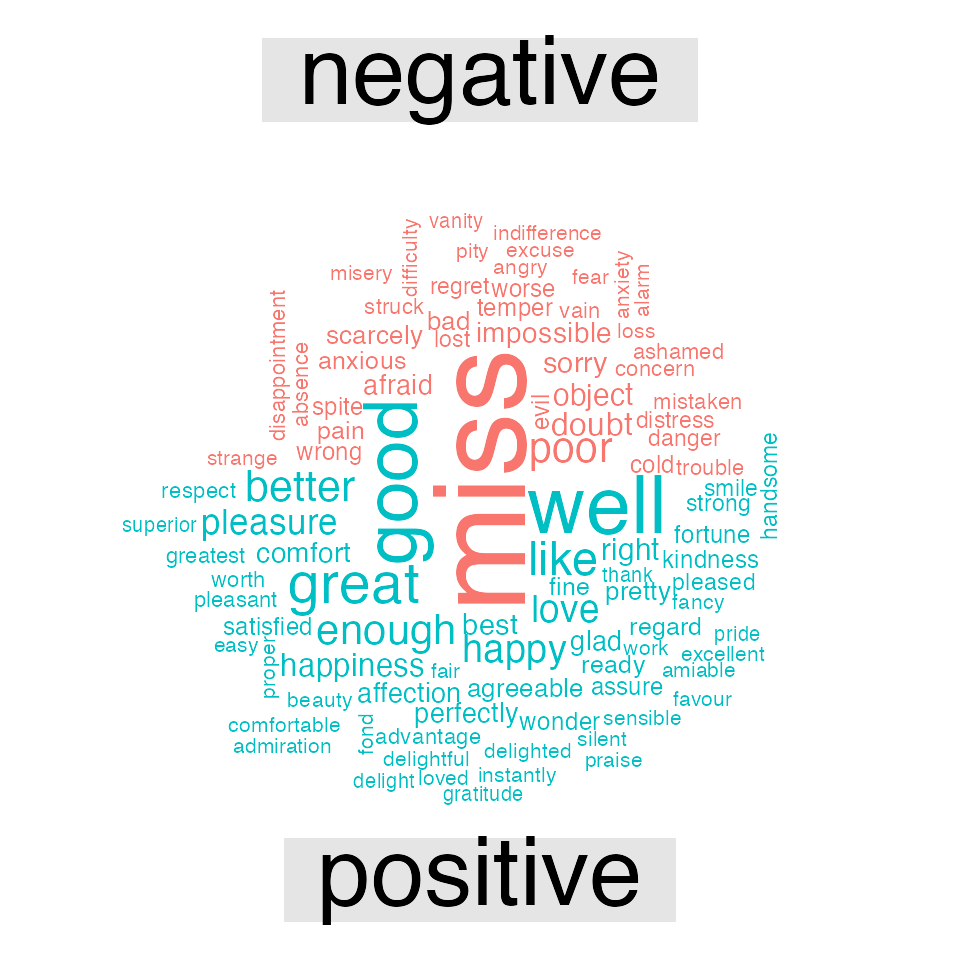 negative
vanity
indifference
difficulty
pity
excuse
misery
angry
fear
anxiety
alarm
regret
worse
disappointment
struck
temper
vain
bad
scarcely
lost
impossible
loss
absence
anxious
sorry
ashamed
concern
miss
afraid
object
spite
evil
mistaken
pain
doubt
distress
wrong
poor
danger
strange
cold
trouble
good
handsome
respect
better
well
smile
strong
superior
pleasure
fortune
greatest
comfort
like
right
kindness
worth
great
fine
thank
pleased
pleasant
pretty
love
fancy
satisfied
enough
best
regard
pride
easy
happy
glad
work
excellent
proper
happiness
fair
ready
amiable
beauty
affection
agreeable
assure
favour
comfortable
perfectly
wonder
sensible
admiration
fond
advantage
silent
delightful
delighted
praise
delight
loved
instantly
gratitude
positive